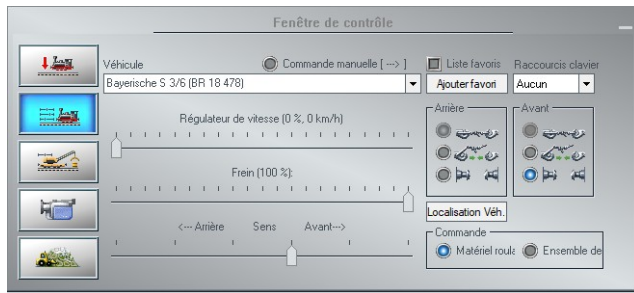 Fenêtre de contrôle
Véhicule
Commande manuelle [ ---> ]
Liste favoris
Raccourcis clavier
Bayerische S 3/6 (BR 18 478)
Ajouter favori
Aucun
Régulateur de vitesse (0 %, 0 km/h)
Arrière
Avant
Frein (100 %):
<--- Arrière Sens Avant--->
Localisation Véh.
Commande
Matériel roula
Ensemble de